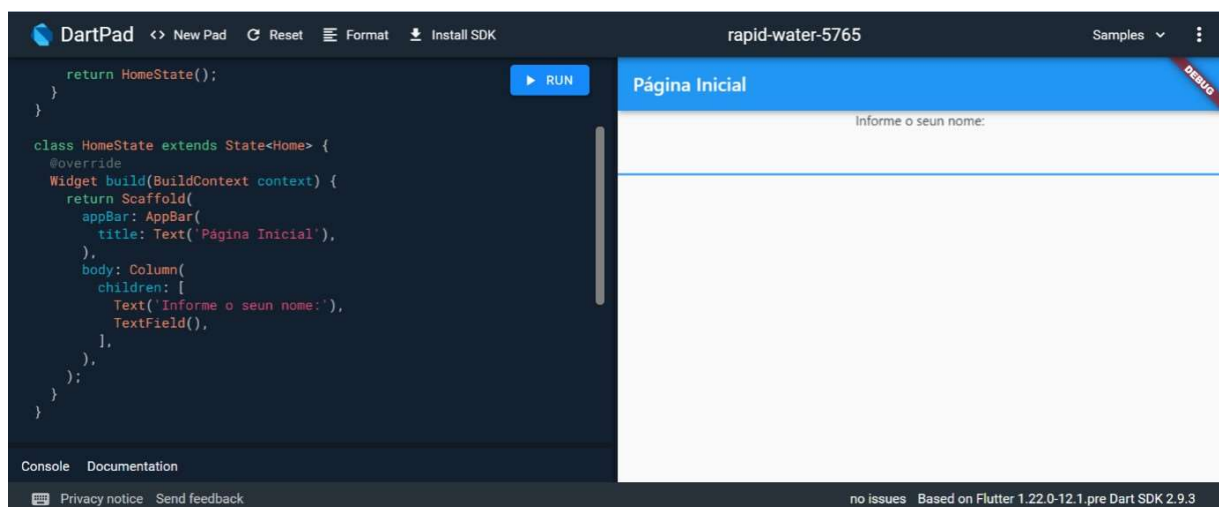 DartPad <> New Pad Reset Format Install SDK rapid-water-5765 Samples
return HomeState();
}
}
RUN
class HomeState extends State<Home> {
@override
Widget build(BuildContext context) {
return Scaffold(
appBar: AppBar(
title: Text('Página Inicial'),
),
body: Column(
children: [
Text('Informe o seun nome:'),
TextField(),
],
),
);
}
}
Página Inicial
DEBUG
Informe o seun nome:
Console Documentation
Privacy notice Send feedback no issues Based on Flutter 1.22.0-12.1.pre Dart SDK 2.9.3